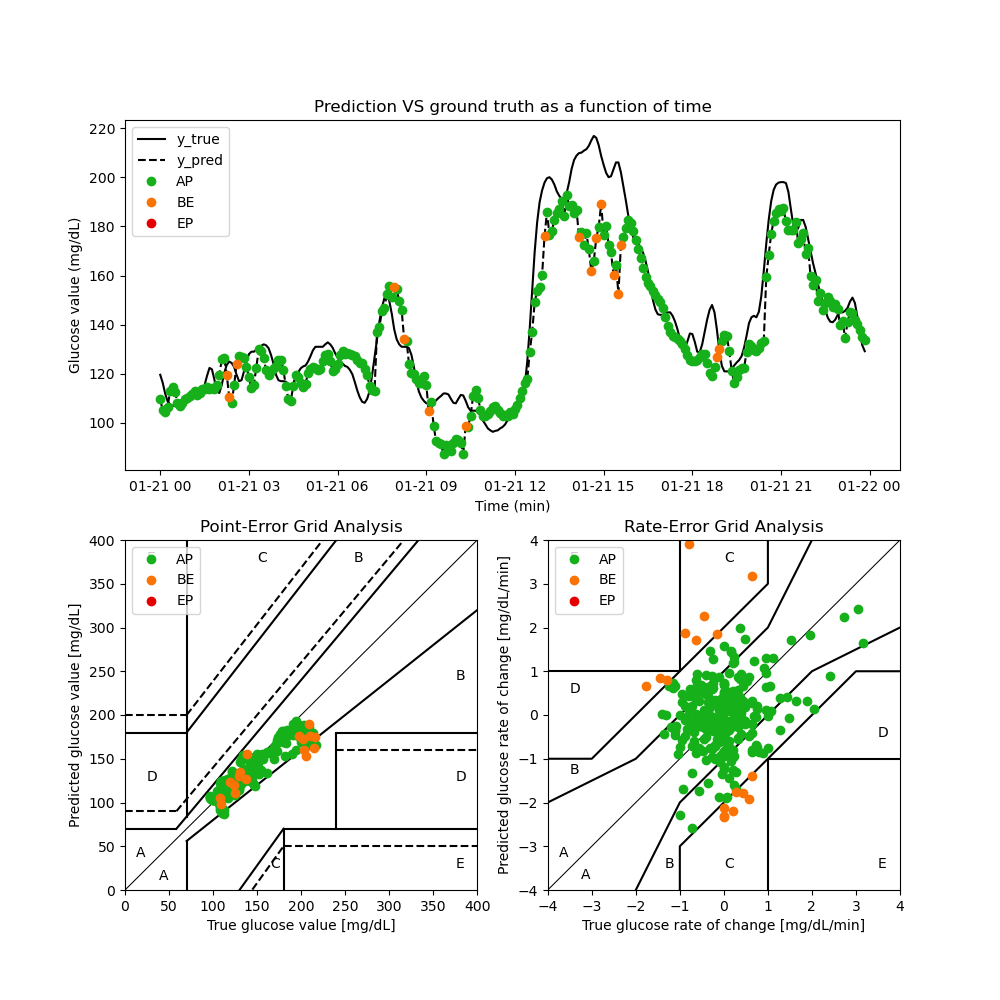 Prediction VS ground truth as a function of time
Glucose value (mg/dL)
220
200
180
160
140
120
100
y_true
y_pred
AP
BE
EP
01-21 00 01-21 03 01-21 06 01-21 09 01-21 12 01-21 15 01-21 18 01-21 21 01-22 00
Time (min)
Point-Error Grid Analysis
Predicted glucose value [mg/dL]
400
350
300
250
200
150
100
50
0
AP
BE
EP
C
B
B
D
D
A
A
C
E
0 50 100 150 200 250 300 350 400
True glucose value [mg/dL]
Rate-Error Grid Analysis
Predicted glucose rate of change [mg/dL/min]
4
3
2
1
0
−1
−2
−3
−4
AP
BE
EP
C
D
D
B
A
A
B
C
E
−4 −3 −2 −1 0 1 2 3 4
True glucose rate of change [mg/dL/min]